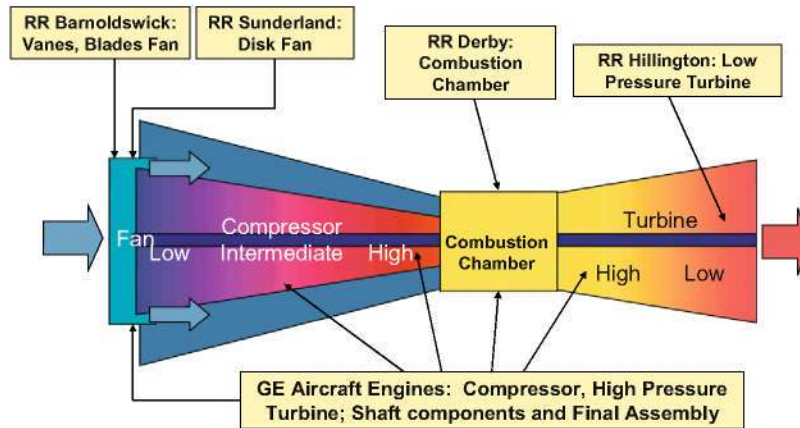 RR Barnoldswick:
Vanes, Blades Fan
RR Sunderland:
Disk Fan
RR Derby:
Combustion
Chamber
RR Hillington: Low
Pressure Turbine
Fan
Compressor
Low
Intermediate
High
Combustion
Chamber
Turbine
High
Low
GE Aircraft Engines: Compressor, High Pressure
Turbine; Shaft components and Final Assembly